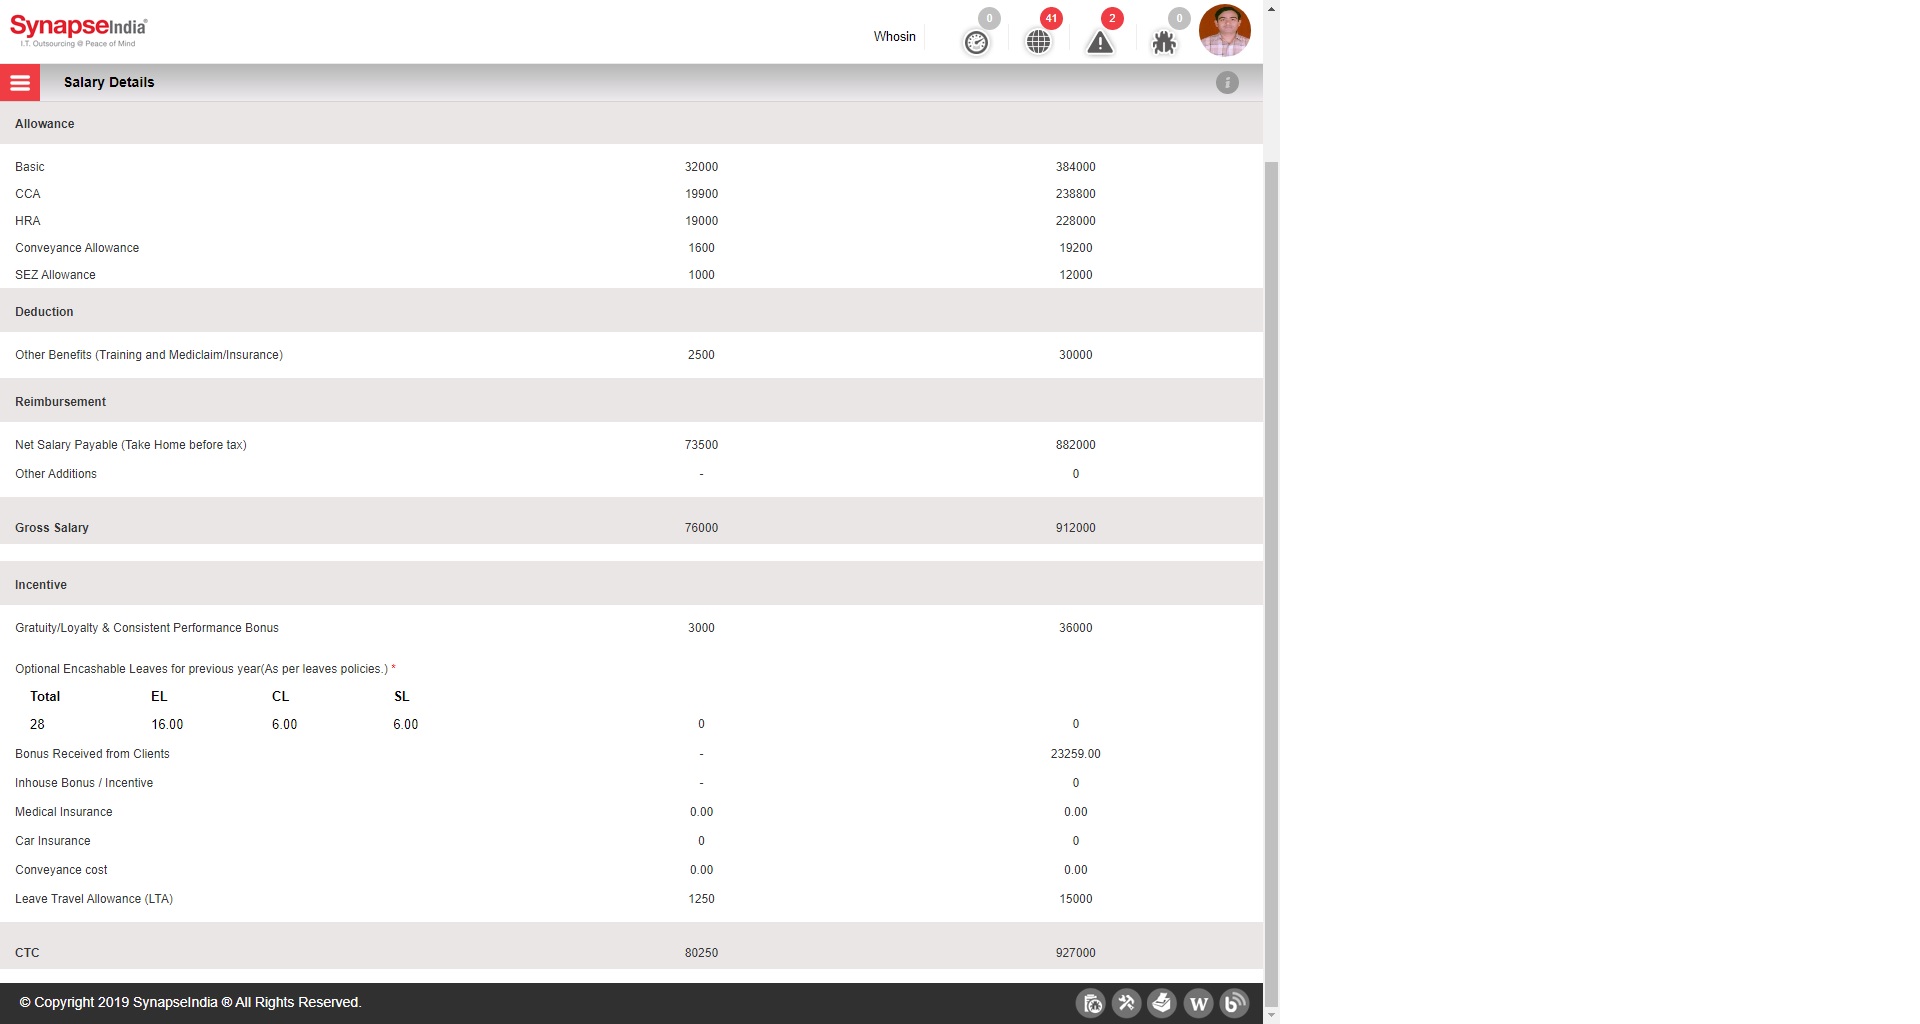 SynapseIndia®
I.T. Outsourcing @ Peace of Mind
Whosin
0
41
2
0
Salary Details
i
Allowance
Basic 32000 384000
CCA 19900 238800
HRA 19000 228000
Conveyance Allowance 1600 19200
SEZ Allowance 1000 12000
Deduction
Other Benefits (Training and Mediclaim/Insurance) 2500 30000
Reimbursement
Net Salary Payable (Take Home before tax) 73500 882000
Other Additions - 0
Gross Salary 76000 912000
Incentive
Gratuity/Loyalty & Consistent Performance Bonus 3000 36000
Optional Encashable Leaves for previous year(As per leaves policies.) *
Total EL CL SL
28 16.00 6.00 6.00 0 0
Bonus Received from Clients - 23259.00
Inhouse Bonus / Incentive - 0
Medical Insurance 0.00 0.00
Car Insurance 0 0
Conveyance cost 0.00 0.00
Leave Travel Allowance (LTA) 1250 15000
CTC 80250 927000
© Copyright 2019 SynapseIndia ® All Rights Reserved.
W
b